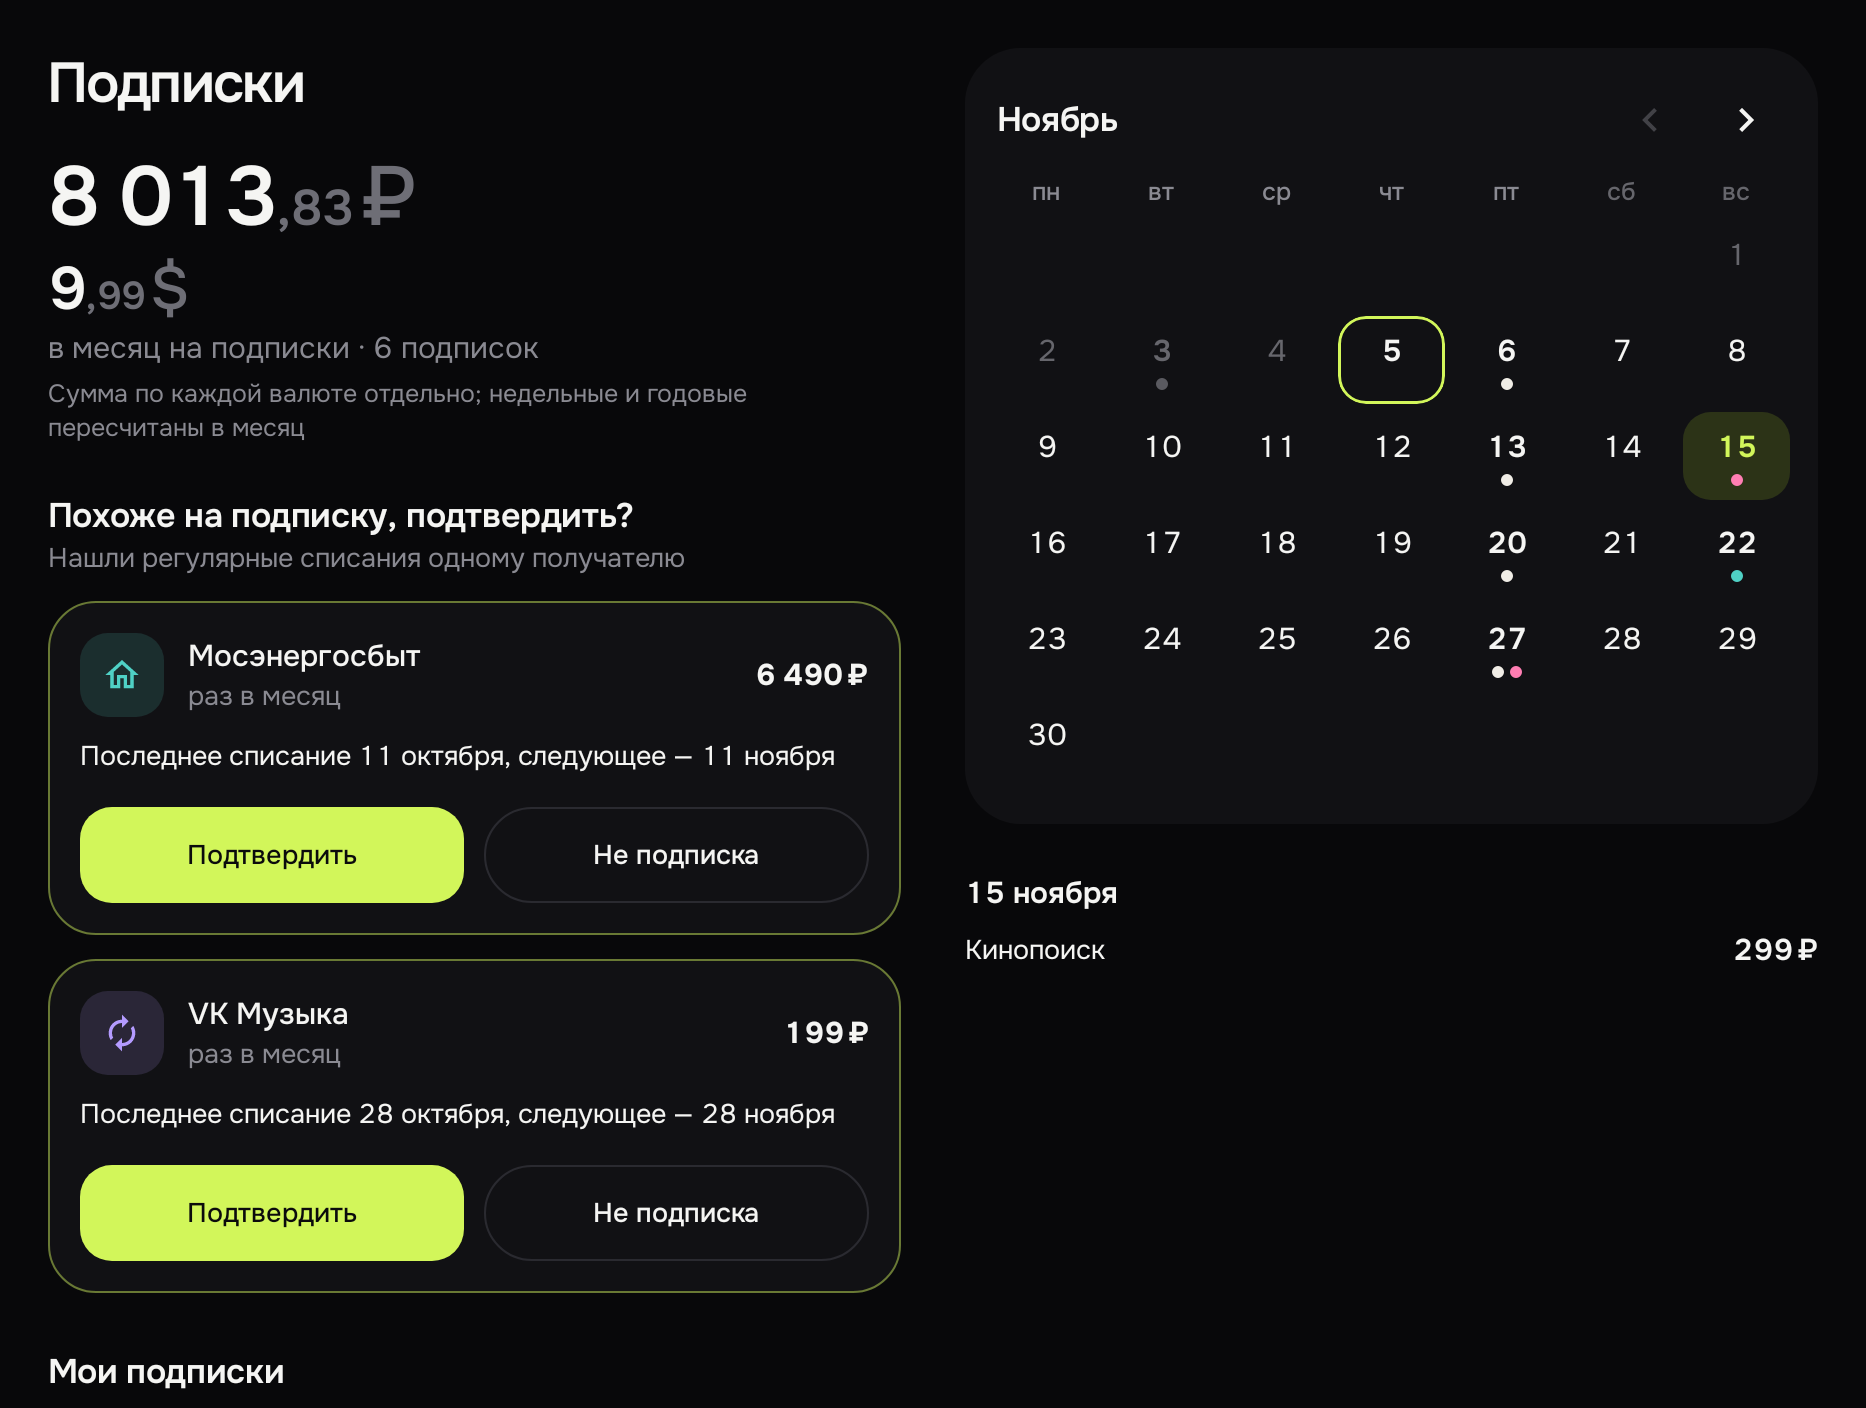 Подписки
8 013,83 ₽
9,99 $
в месяц на подписки · 6 подписок
Сумма по каждой валюте отдельно; недельные и годовые
пересчитаны в месяц
Похоже на подписку, подтвердить?
Нашли регулярные списания одному получателю
Мосэнергосбыт
раз в месяц
6 490 ₽
Последнее списание 11 октября, следующее — 11 ноября
Подтвердить
Не подписка
VK Музыка
раз в месяц
199 ₽
Последнее списание 28 октября, следующее — 28 ноября
Подтвердить
Не подписка
Мои подписки
Ноябрь
пн вт ср чт пт сб вс
1
2 3 4 5 6 7 8
9 10 11 12 13 14 15
16 17 18 19 20 21 22
23 24 25 26 27 28 29
30
15 ноября
Кинопоиск 299 ₽